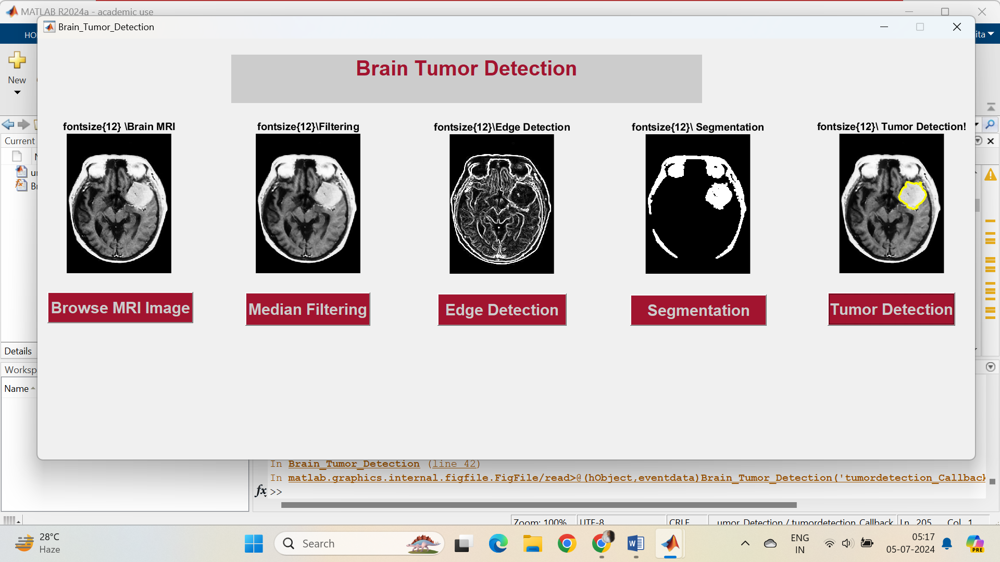 MATLAB R2024a - academic use
Brain_Tumor_Detection
New
Brain Tumor Detection
fontsize{12} \Brain MRI
fontsize{12}\Filtering
fontsize{12}\Edge Detection
fontsize{12}\ Segmentation
fontsize{12}\ Tumor Detection!
Current
Browse MRI Image
Median Filtering
Edge Detection
Segmentation
Tumor Detection
Details
Worksp
Name
In Brain_Tumor_Detection (line 42)
In matlab.graphics.internal.figfile.FigFile/read>@(hObject,eventdata)Brain_Tumor_Detection('tumordetection_Callback
fx >>
Zoom: 100%
UTF-8
CRLF
umor_Detection / tumordetection_Callback
Ln 205 Col 1
28°C
Haze
Search
ENG
IN
05:17
05-07-2024
PRE